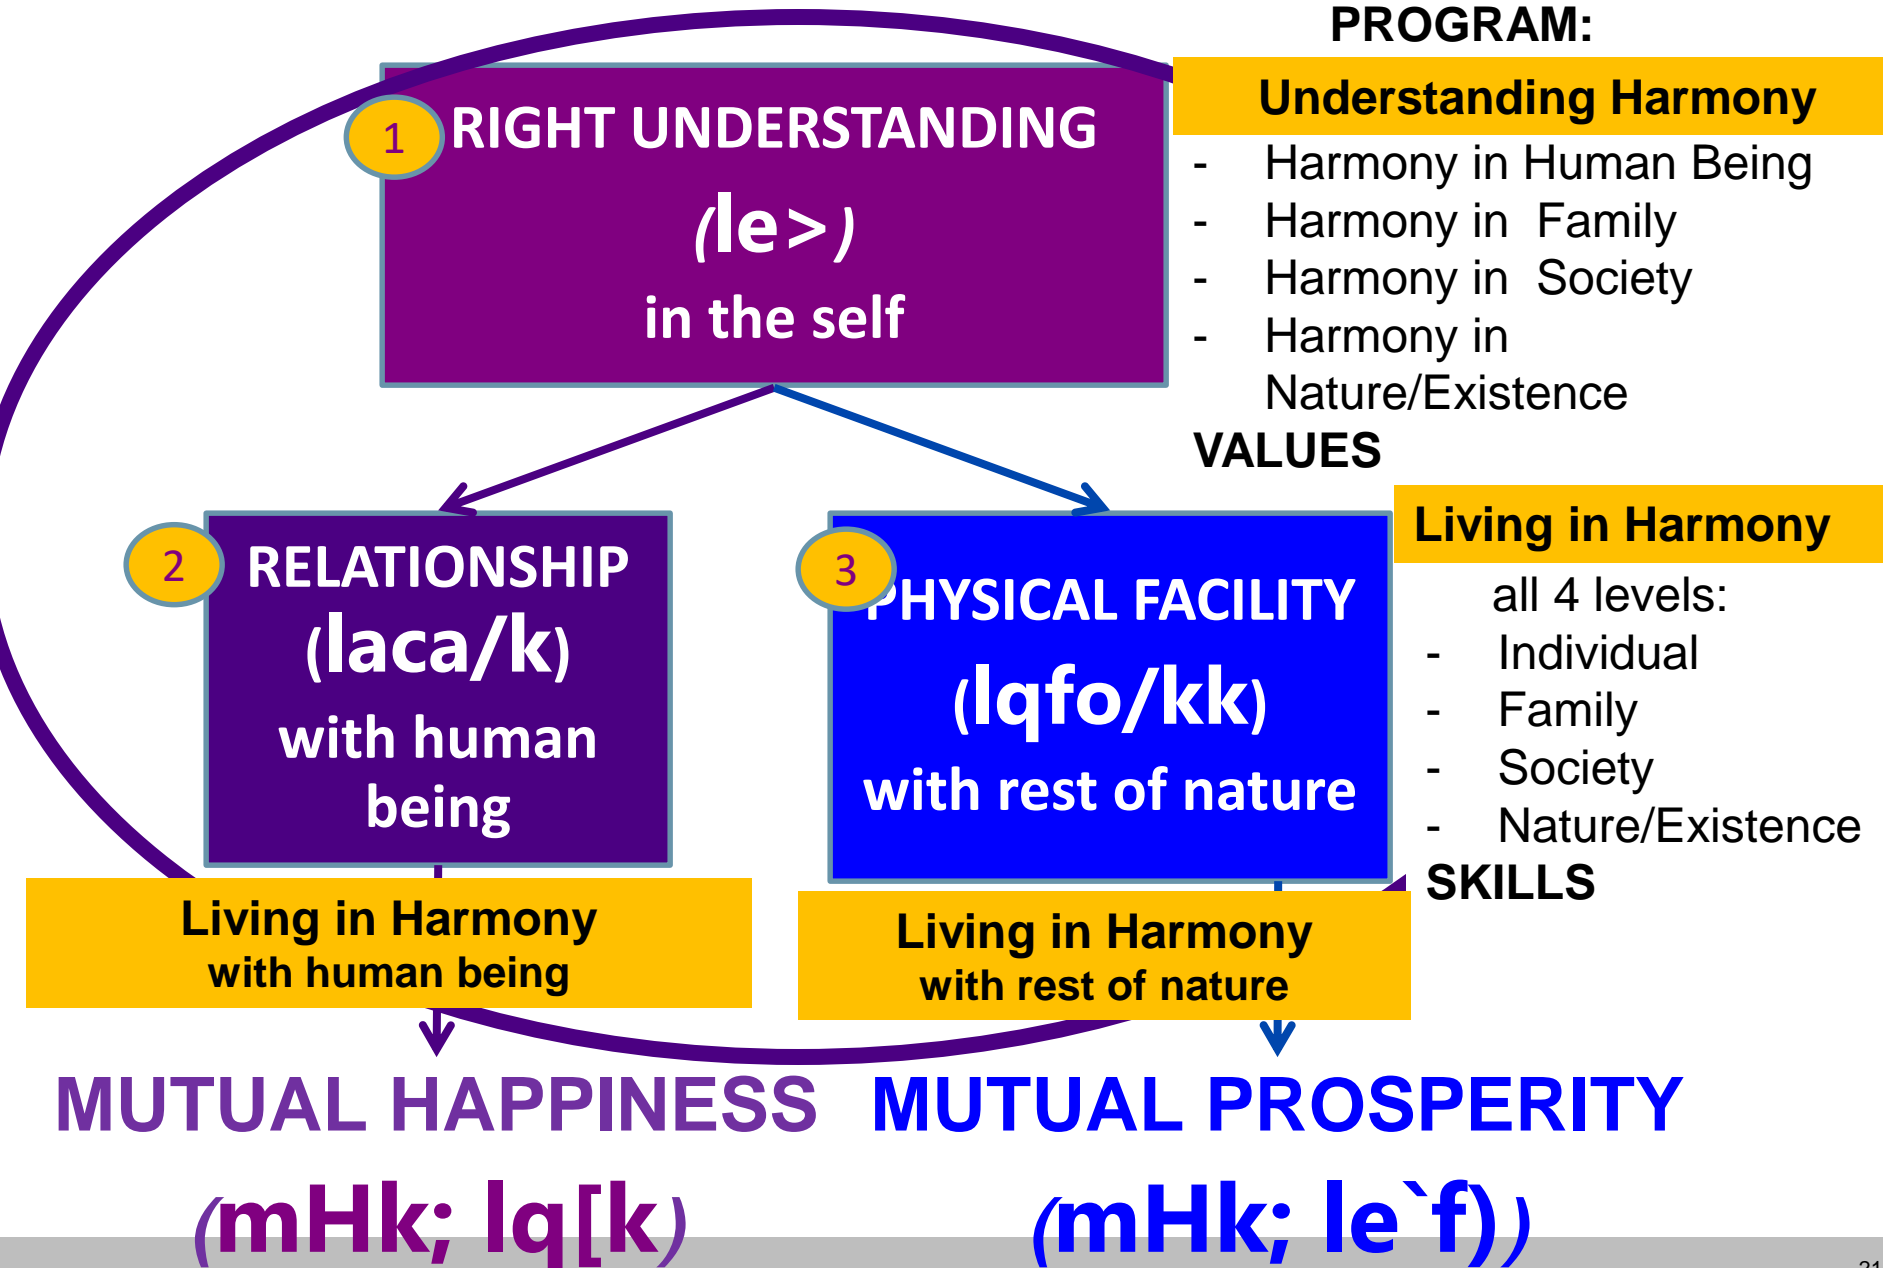 PROGRAM:
Understanding Harmony
- Harmony in Human Being
- Harmony in Family
- Harmony in Society
- Harmony in
Nature/Existence
VALUES
1
RIGHT UNDERSTANDING
(le>)
in the self
2
RELATIONSHIP
(laca/k)
with human
being
3
PHYSICAL FACILITY
(lqfo/kk)
with rest of nature
Living in Harmony
all 4 levels:
- Individual
- Family
- Society
- Nature/Existence
SKILLS
Living in Harmony
with human being
Living in Harmony
with rest of nature
MUTUAL HAPPINESS
(mHk; lq[k)
MUTUAL PROSPERITY
(mHk; le`f))
21